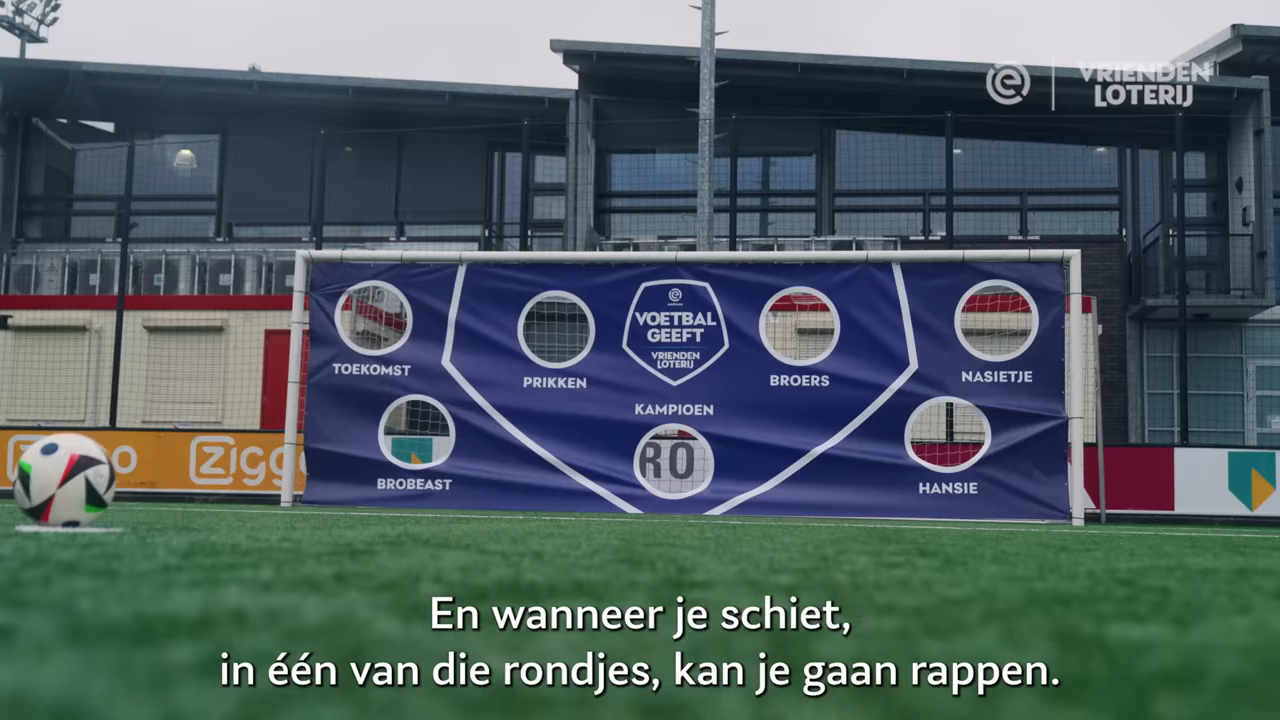 VRIENDEN
LOTERIJ
VOETBAL
GEEFT
VRIENDEN
LOTERIJ
TOEKOMST
PRIKKEN
BROERS
NASIETJE
KAMPIOEN
RO
BROBEAST
HANSIE
Zigg
En wanneer je schiet,
in één van die rondjes, kan je gaan rappen.